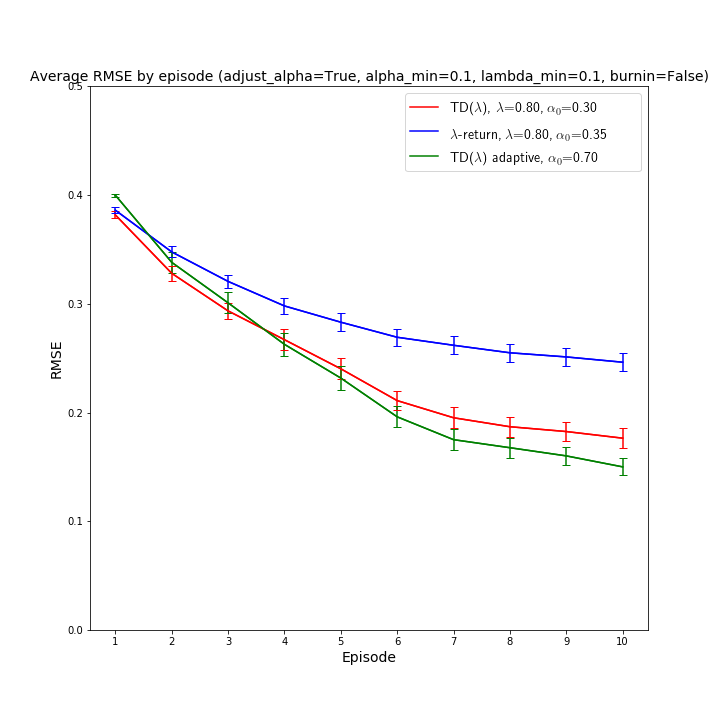 Average RMSE by episode (adjust_alpha=True, alpha_min=0.1, lambda_min=0.1, burnin=False)
TD(λ), λ=0.80, α₀=0.30
λ-return, λ=0.80, α₀=0.35
TD(λ) adaptive, α₀=0.70
0.5
0.4
0.3
0.2
0.1
0.0
RMSE
1 2 3 4 5 6 7 8 9 10
Episode